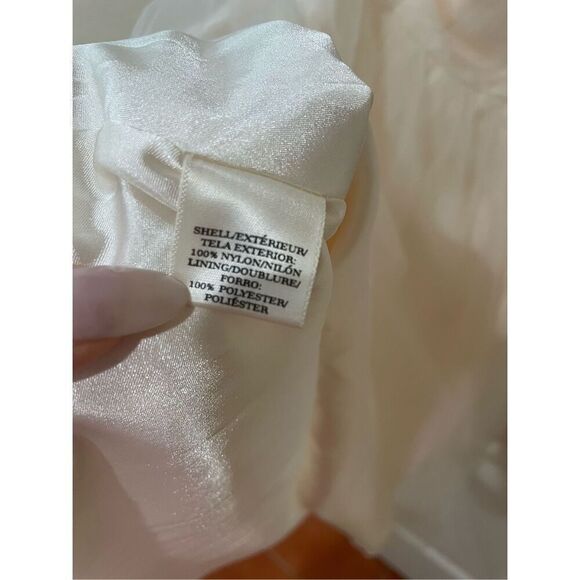 SHELL/EXTÉRIEUR/
TELA EXTERIOR:
100% NYLON/NILÓN
LINING/DOUBLURE/
FORRO:
100% POLYESTER/
POLIÉSTER